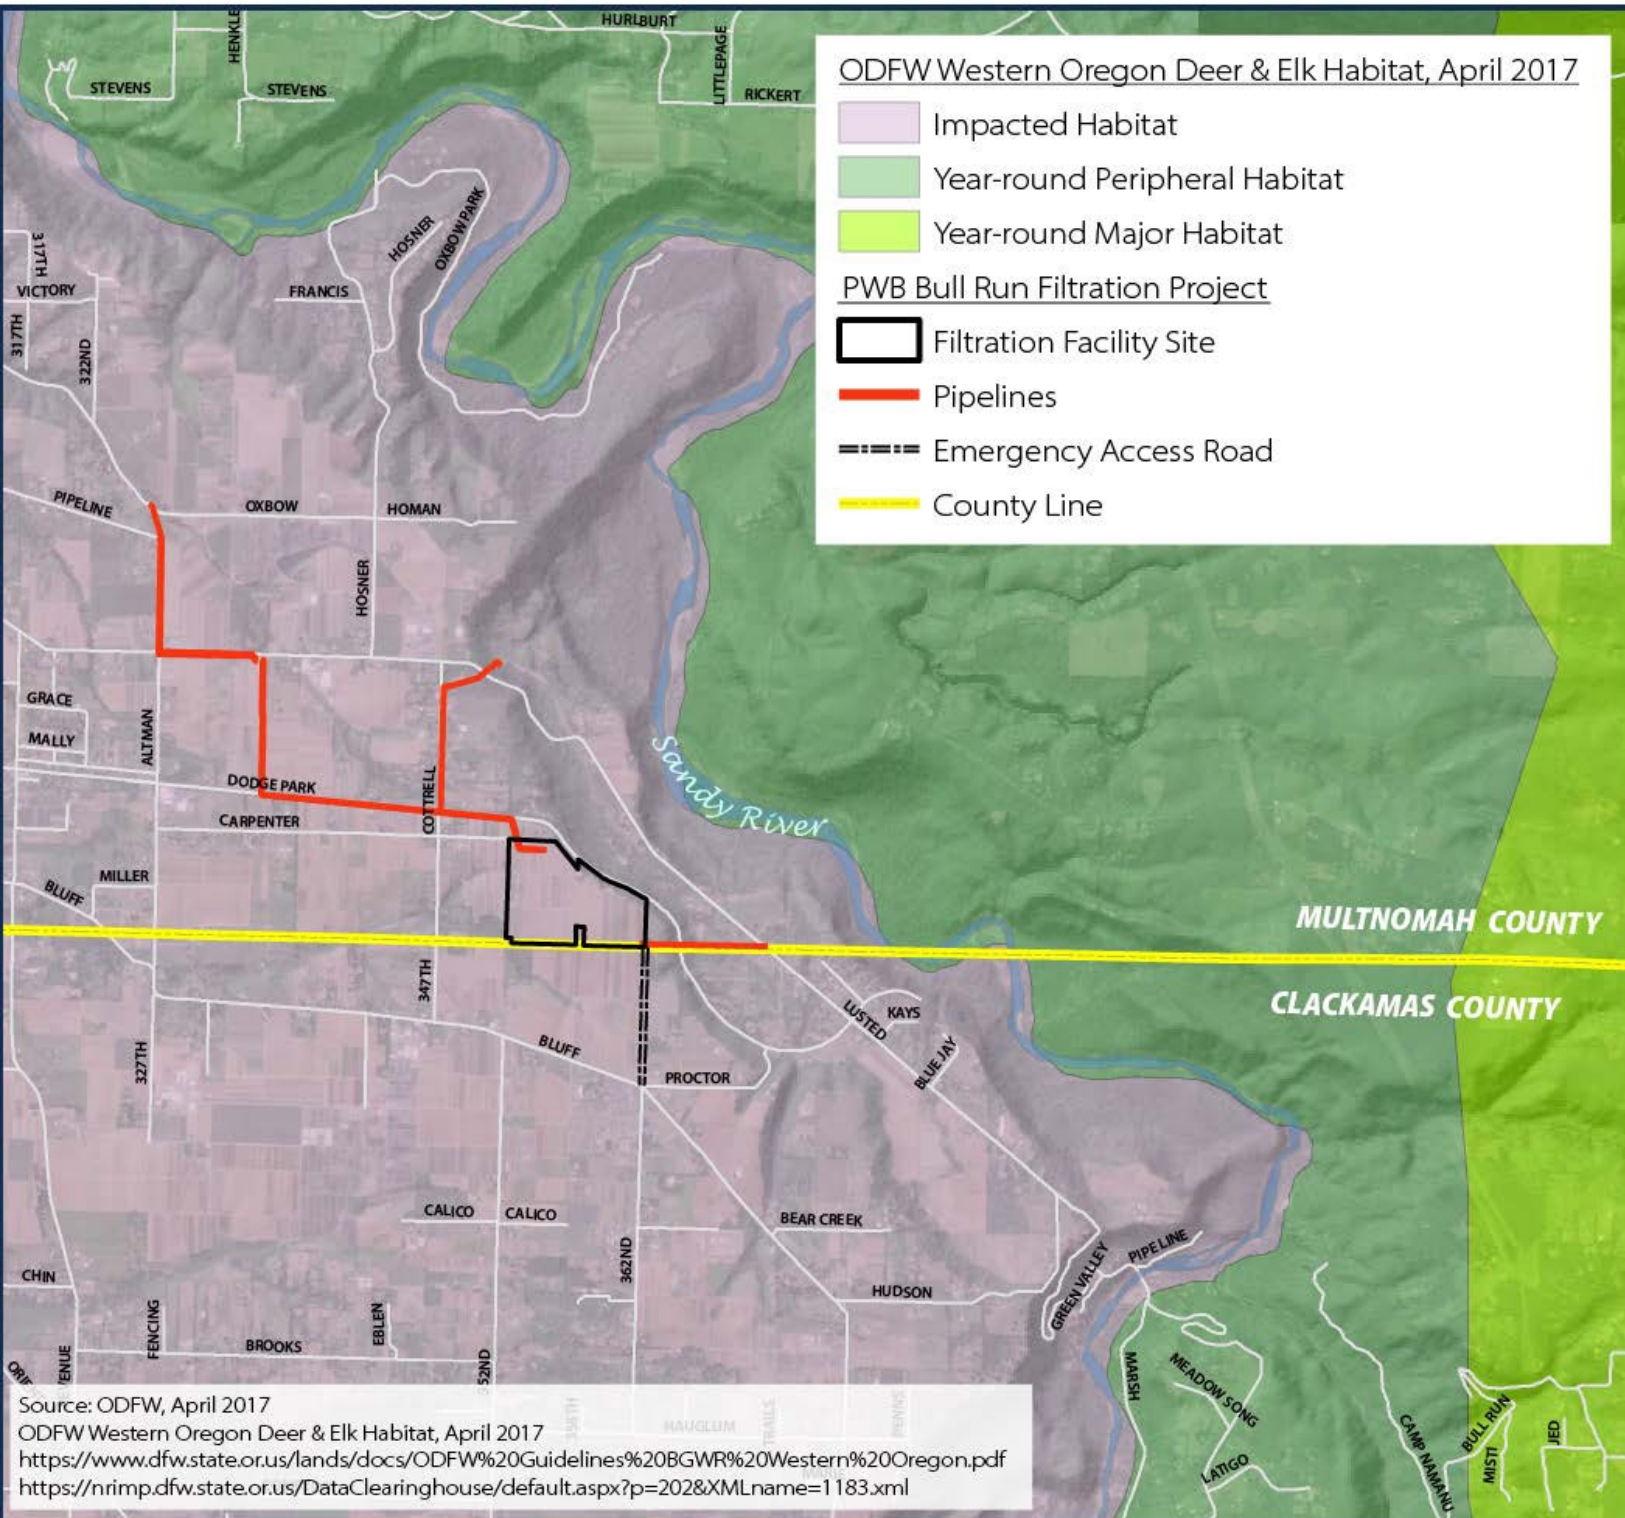 HURLBURT
HENKLE
LITTLEPAGE
STEVENS
STEVENS
RICKERT
ODFW Western Oregon Deer & Elk Habitat, April 2017
Impacted Habitat
Year-round Peripheral Habitat
Year-round Major Habitat
PWB Bull Run Filtration Project
Filtration Facility Site
Pipelines
Emergency Access Road
County Line
HOSNER
OXBOW PARK
317TH
VICTORY
FRANCIS
317TH
322ND
PIPELINE
OXBOW
HOMAN
HOSNER
GRACE
MALLY
ALTMAN
DODGE PARK
COTTRELL
CARPENTER
Sandy River
MILLER
BLUFF
MULTNOMAH COUNTY
CLACKAMAS COUNTY
347TH
LUSTED
KAYS
BLUE JAY
327TH
BLUFF
PROCTOR
CALICO
CALICO
BEAR CREEK
362ND
CHIN
HUDSON
GREEN VALLEY
PIPELINE
FENCING
EBLEN
BROOKS
MARSH
MEADOW SONG
CAMP NAMANU
BULL RUN
MISTI
JED
LATIGO
Source: ODFW, April 2017
ODFW Western Oregon Deer & Elk Habitat, April 2017
https://www.dfw.state.or.us/lands/docs/ODFW%20Guidelines%20BGWR%20Western%20Oregon.pdf
https://nrimp.dfw.state.or.us/DataClearinghouse/default.aspx?p=202&XMLname=1183.xml
358TH
HAUGLUM
TRAILS